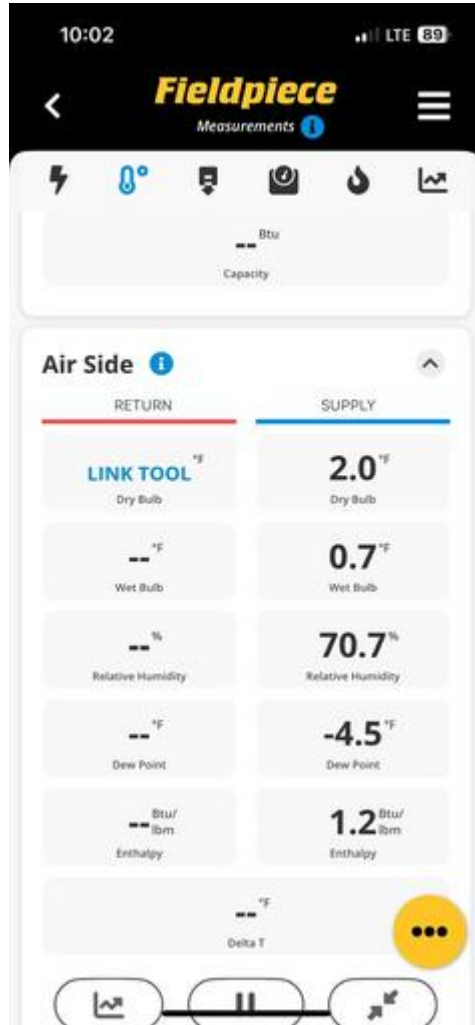 10:02 LTE 89
Fieldpiece
Measurements i
-- Btu
Capacity
Air Side i
RETURN SUPPLY
LINK TOOL °F 2.0 °F
Dry Bulb Dry Bulb
-- °F 0.7 °F
Wet Bulb Wet Bulb
-- % 70.7 %
Relative Humidity Relative Humidity
-- °F -4.5 °F
Dew Point Dew Point
-- Btu/lbm 1.2 Btu/lbm
Enthalpy Enthalpy
-- °F
Delta T